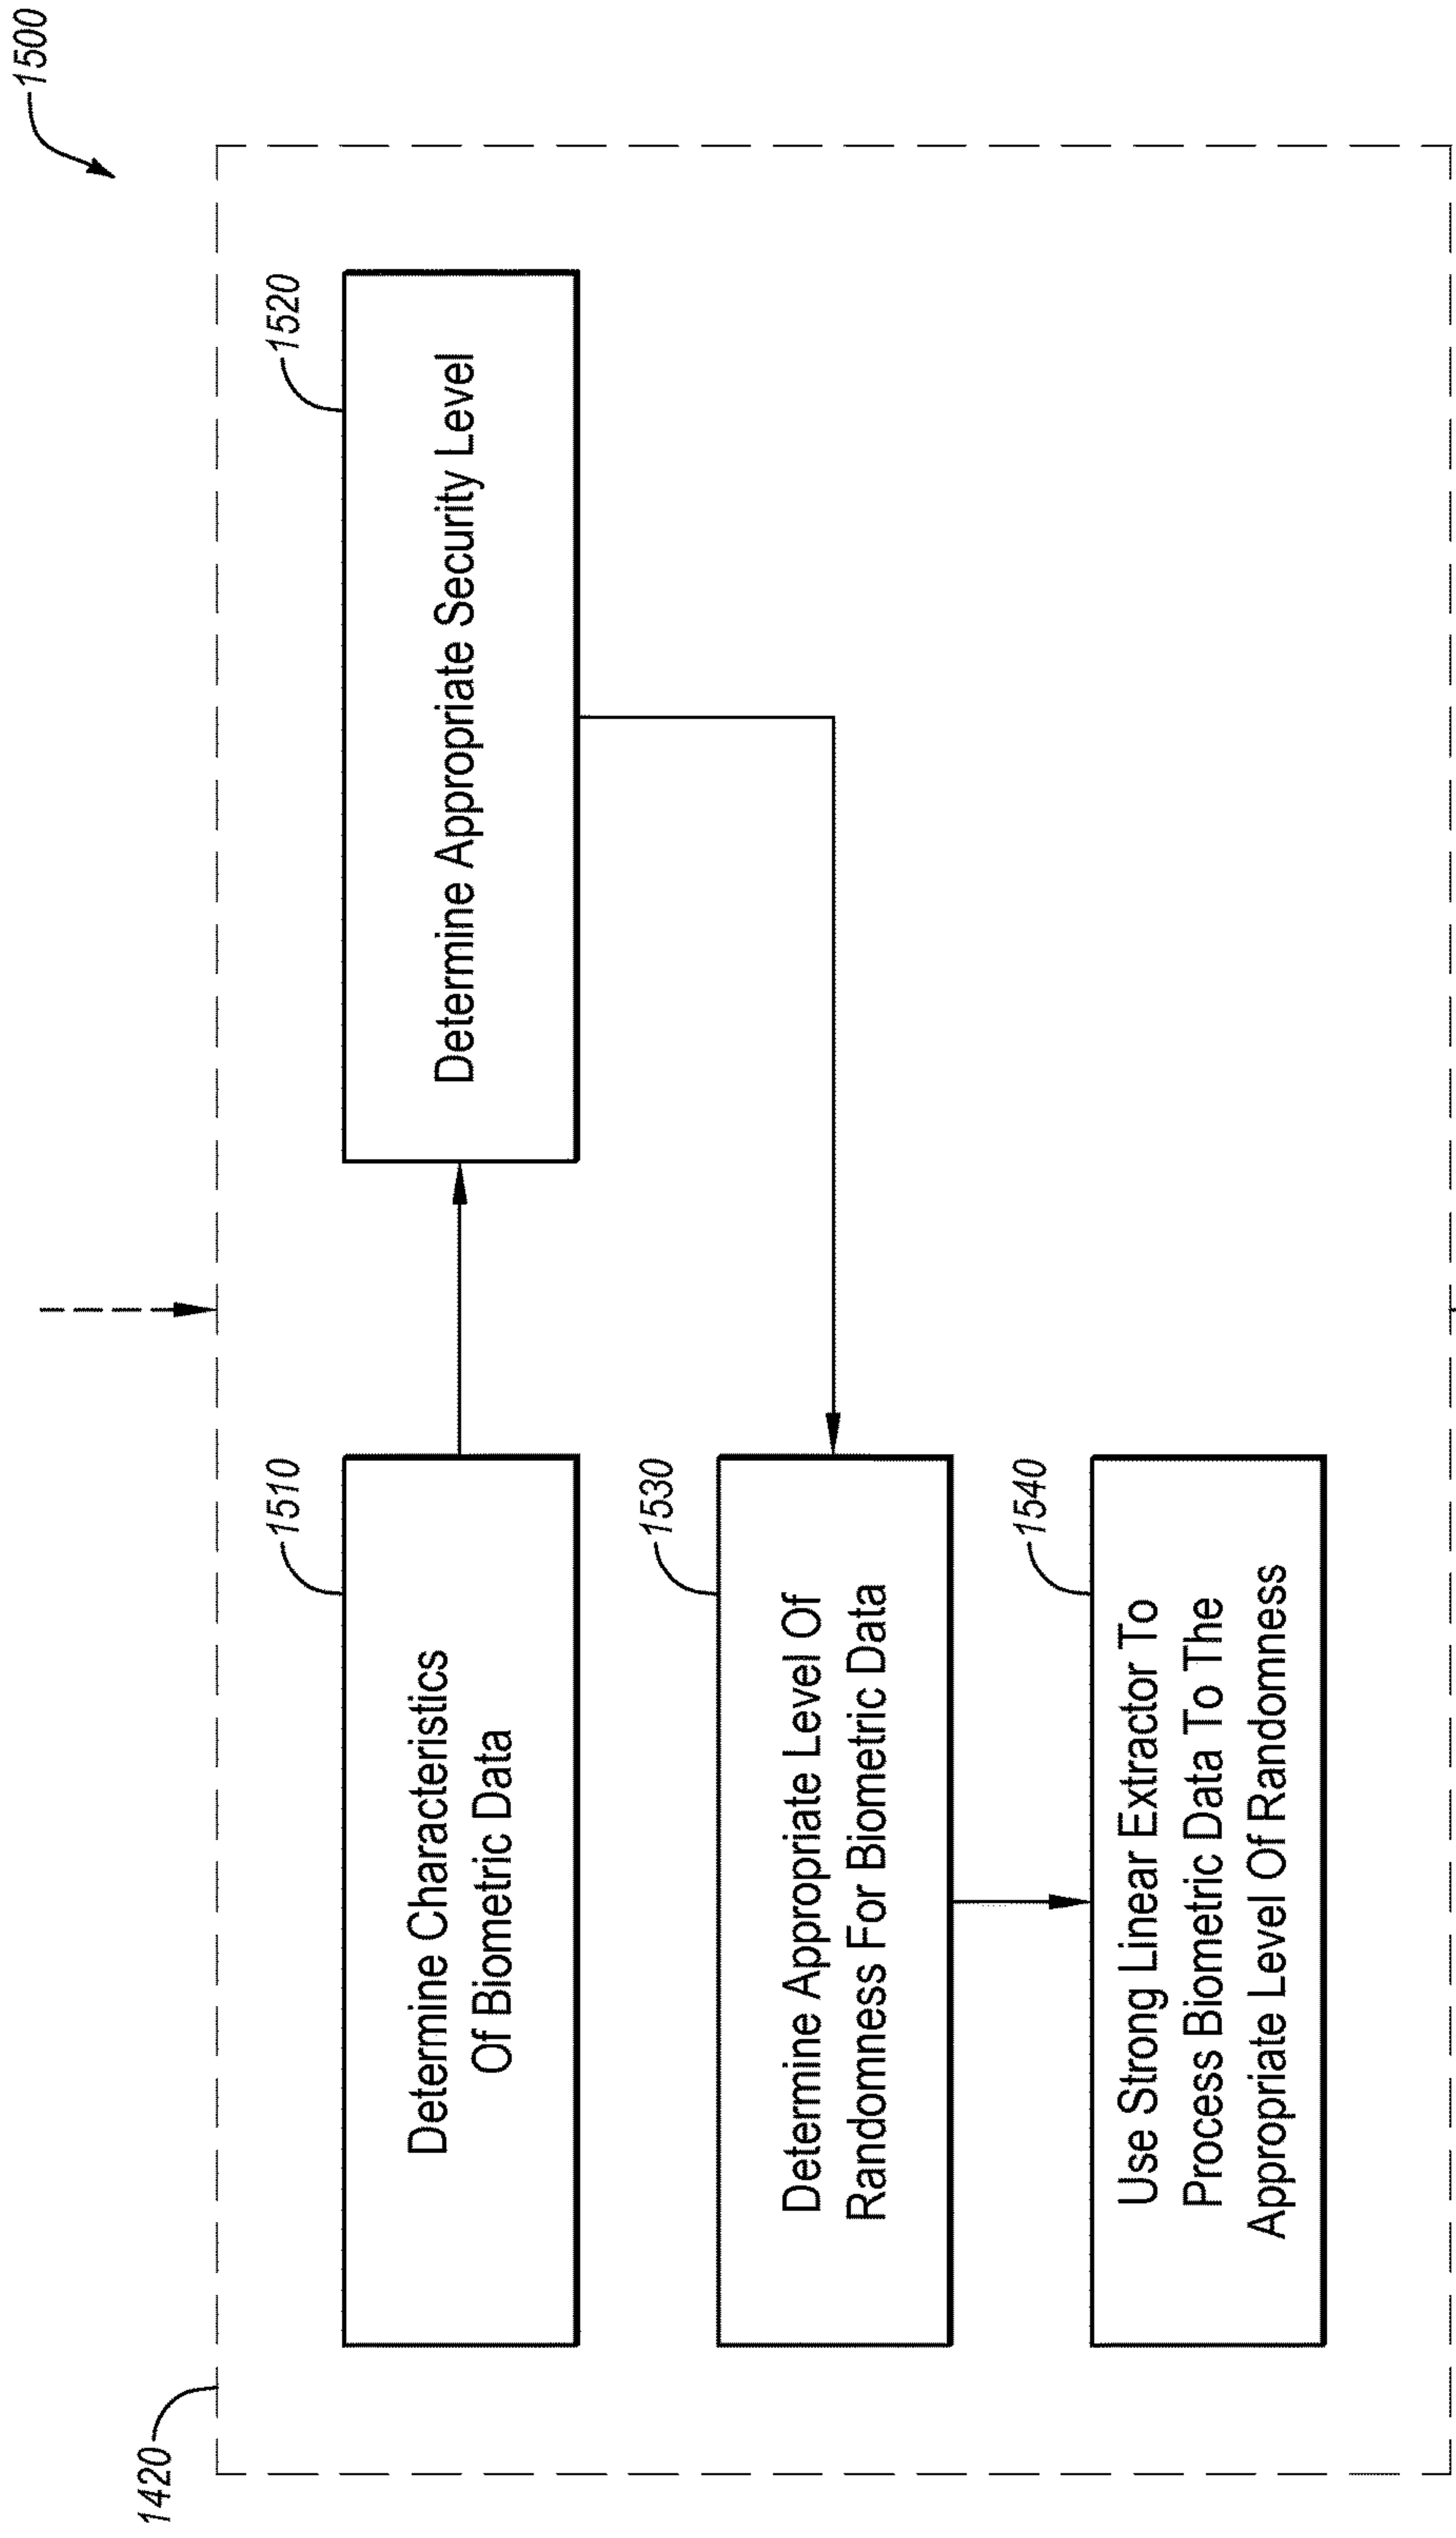 1500
1420
1510
Determine Characteristics
Of Biometric Data
1520
Determine Appropriate Security Level
1530
Determine Appropriate Level Of
Randomness For Biometric Data
1540
Use Strong Linear Extractor To
Process Biometric Data To The
Appropriate Level Of Randomness